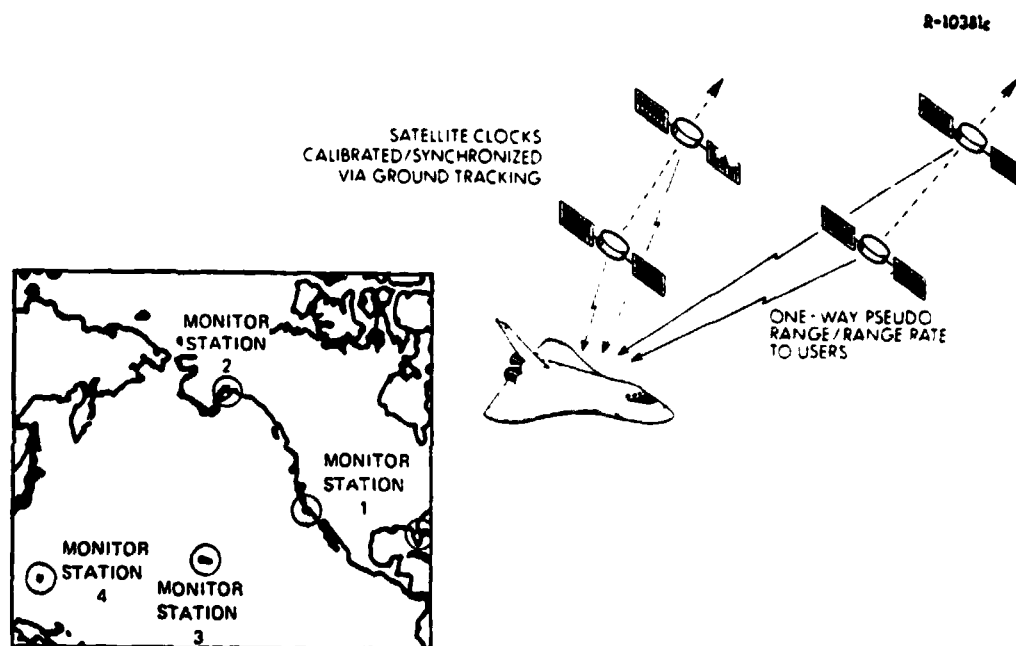 R-10381c
SATELLITE CLOCKS
CALIBRATED/SYNCHRONIZED
VIA GROUND TRACKING
ONE-WAY PSEUDO
RANGE/RANGE RATE
TO USERS
MONITOR
STATION
2
MONITOR
STATION
1
MONITOR
STATION
4
MONITOR
STATION
3